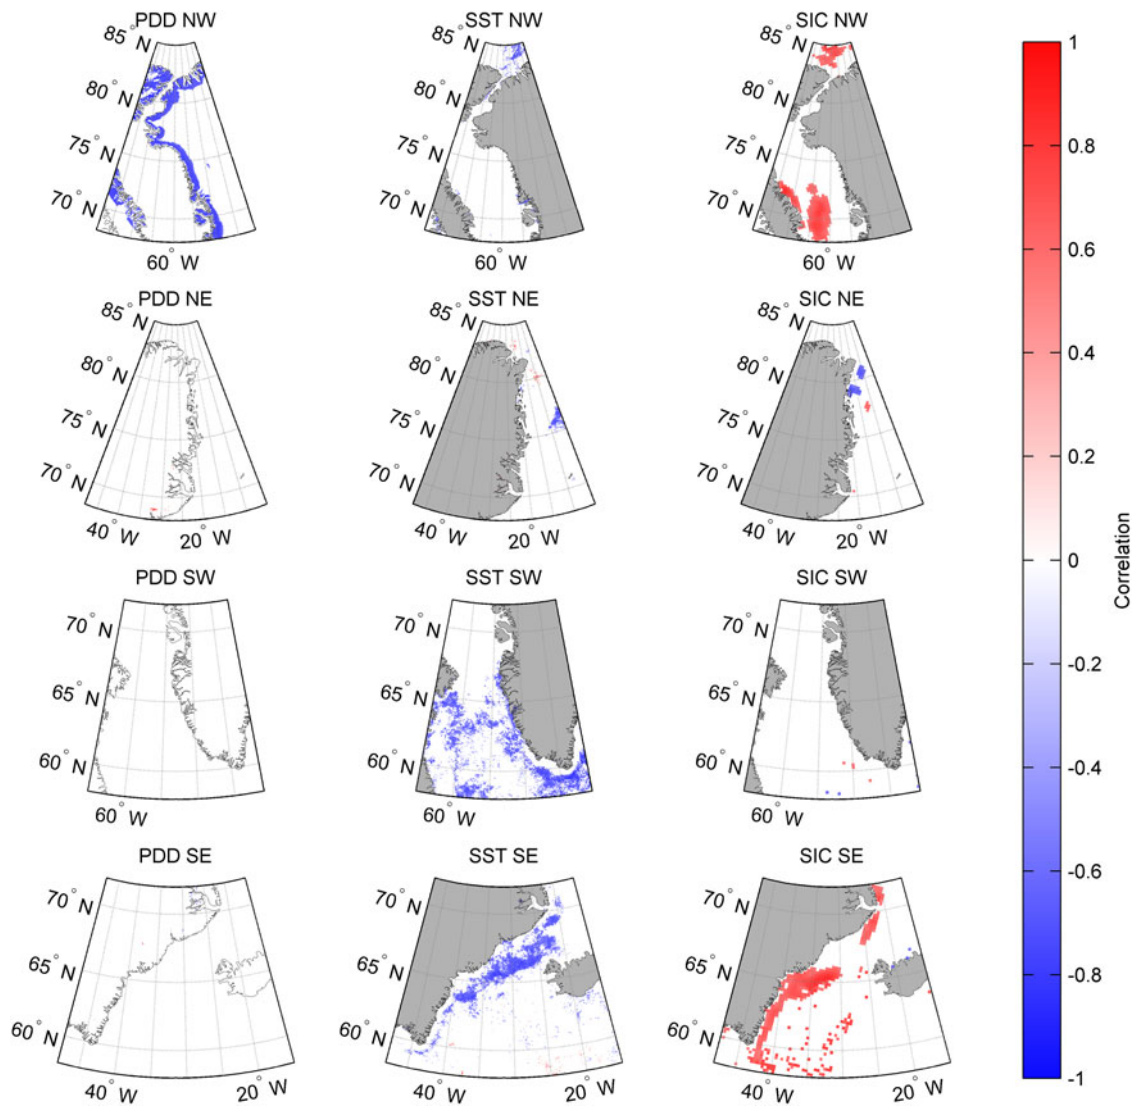 PDD NW
SST NW
SIC NW
85° N
80° N
75° N
70° N
60° W
85° N
80° N
75° N
70° N
60° W
85° N
80° N
75° N
70° N
60° W
PDD NE
SST NE
SIC NE
85° N
80° N
75° N
70° N
40° W
20° W
85° N
80° N
75° N
70° N
40° W
20° W
85° N
80° N
75° N
70° N
40° W
20° W
PDD SW
SST SW
SIC SW
70° N
65° N
60° N
60° W
70° N
65° N
60° N
60° W
70° N
65° N
60° N
60° W
PDD SE
SST SE
SIC SE
70° N
65° N
60° N
40° W
20° W
70° N
65° N
60° N
40° W
20° W
70° N
65° N
60° N
40° W
20° W
1
0.8
0.6
0.4
0.2
0
-0.2
-0.4
-0.6
-0.8
-1
Correlation